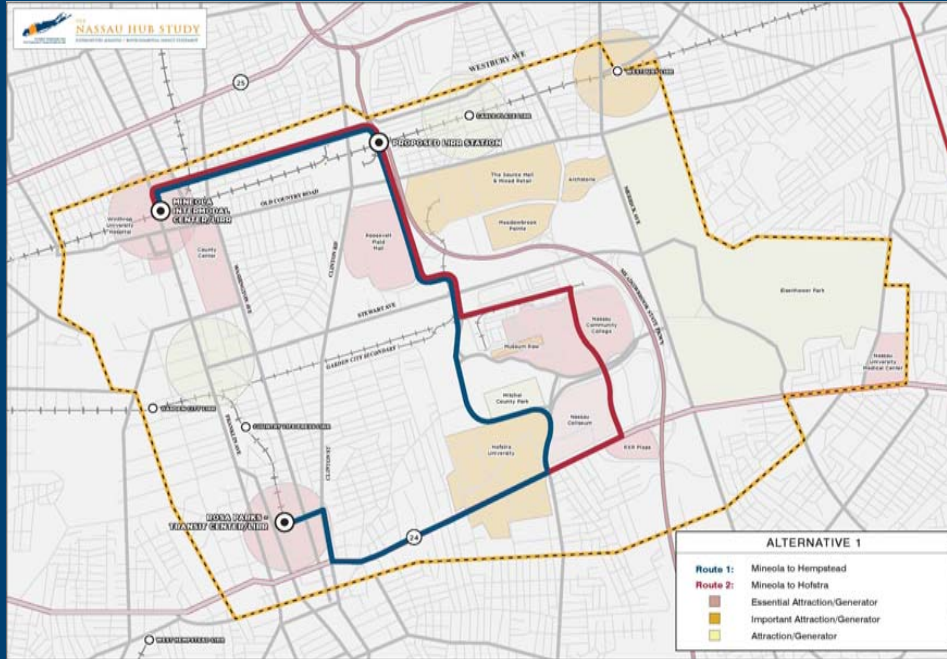 THE
NASSAU HUB STUDY
25
WESTBURY AVE
WESTBURY LIRR
CARLE PLACE LIRR
PROPOSED LIRR STATION
The Source Mall
& Mixed Retail
Archstone
MINEOLA
INTERMODAL
CENTER/LIRR
OLD COUNTRY ROAD
Meadowbrook
Pointe
MERRICK AVE
Winthrop
University
Hospital
County
Center
Roosevelt
Field
Mall
CLINTON RD
WASHINGTON AVE
STEWART AVE
MEADOWBROOK STATE PKWY
Eisenhower Park
Nassau
Community
College
Museum Row
GARDEN CITY SECONDARY
Nassau
University
Medical Center
Mitchel
County Park
GARDEN CITY LIRR
Nassau
Coliseum
COUNTRY LIFE PRESS LIRR
FRANKLIN AVE
CLINTON ST
Hofstra
University
RXR Plaza
ROSA PARKS -
TRANSIT CENTER/LIRR
24
WEST HEMPSTEAD LIRR
ALTERNATIVE 1
Route 1: Mineola to Hempstead
Route 2: Mineola to Hofstra
Essential Attraction/Generator
Important Attraction/Generator
Attraction/Generator